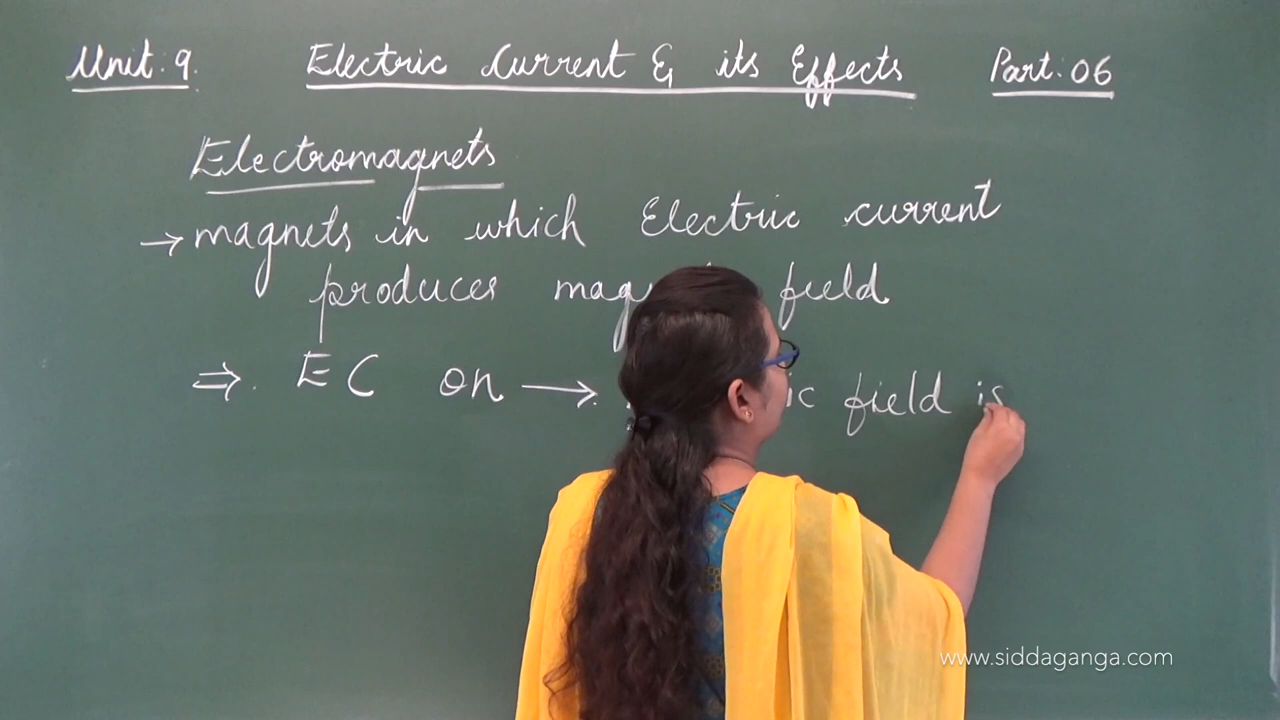 Unit: 9. Electric Current & its Effects Part: 06
Electromagnets
→ magnets in which Electric current
produces field
⇒. EC on → field is
www.siddaganga.com